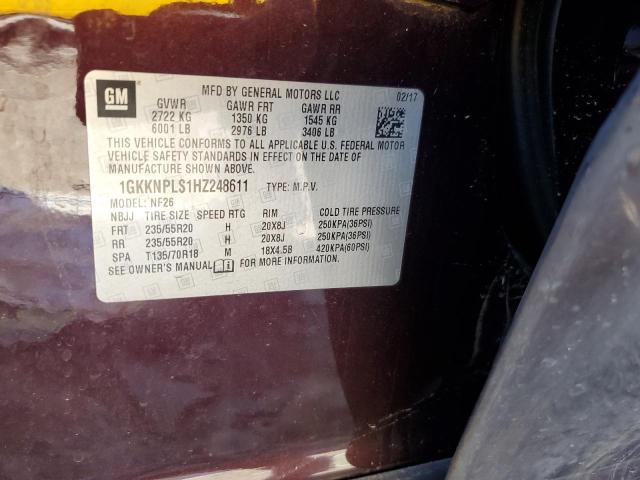 GM
MFD BY GENERAL MOTORS LLC 02/17
GVWR GAWR FRT GAWR RR
2722 KG 1350 KG 1545 KG
6001 LB 2976 LB 3406 LB
THIS VEHICLE CONFORMS TO ALL APPLICABLE U.S. FEDERAL MOTOR
VEHICLE SAFETY STANDARDS IN EFFECT ON THE DATE OF
MANUFACTURE SHOWN ABOVE.
1GKKNPLS1HZ248611 TYPE: M.P.V.
MODEL: NF26
NBJJ TIRE SIZE SPEED RTG RIM COLD TIRE PRESSURE
FRT 235/55R20 H 20X8J 250KPA(36PSI)
RR 235/55R20 H 20X8J 250KPA(36PSI)
SPA T135/70R18 M 18X4.5B 420KPA(60PSI)
SEE OWNER'S MANUAL FOR MORE INFORMATION.